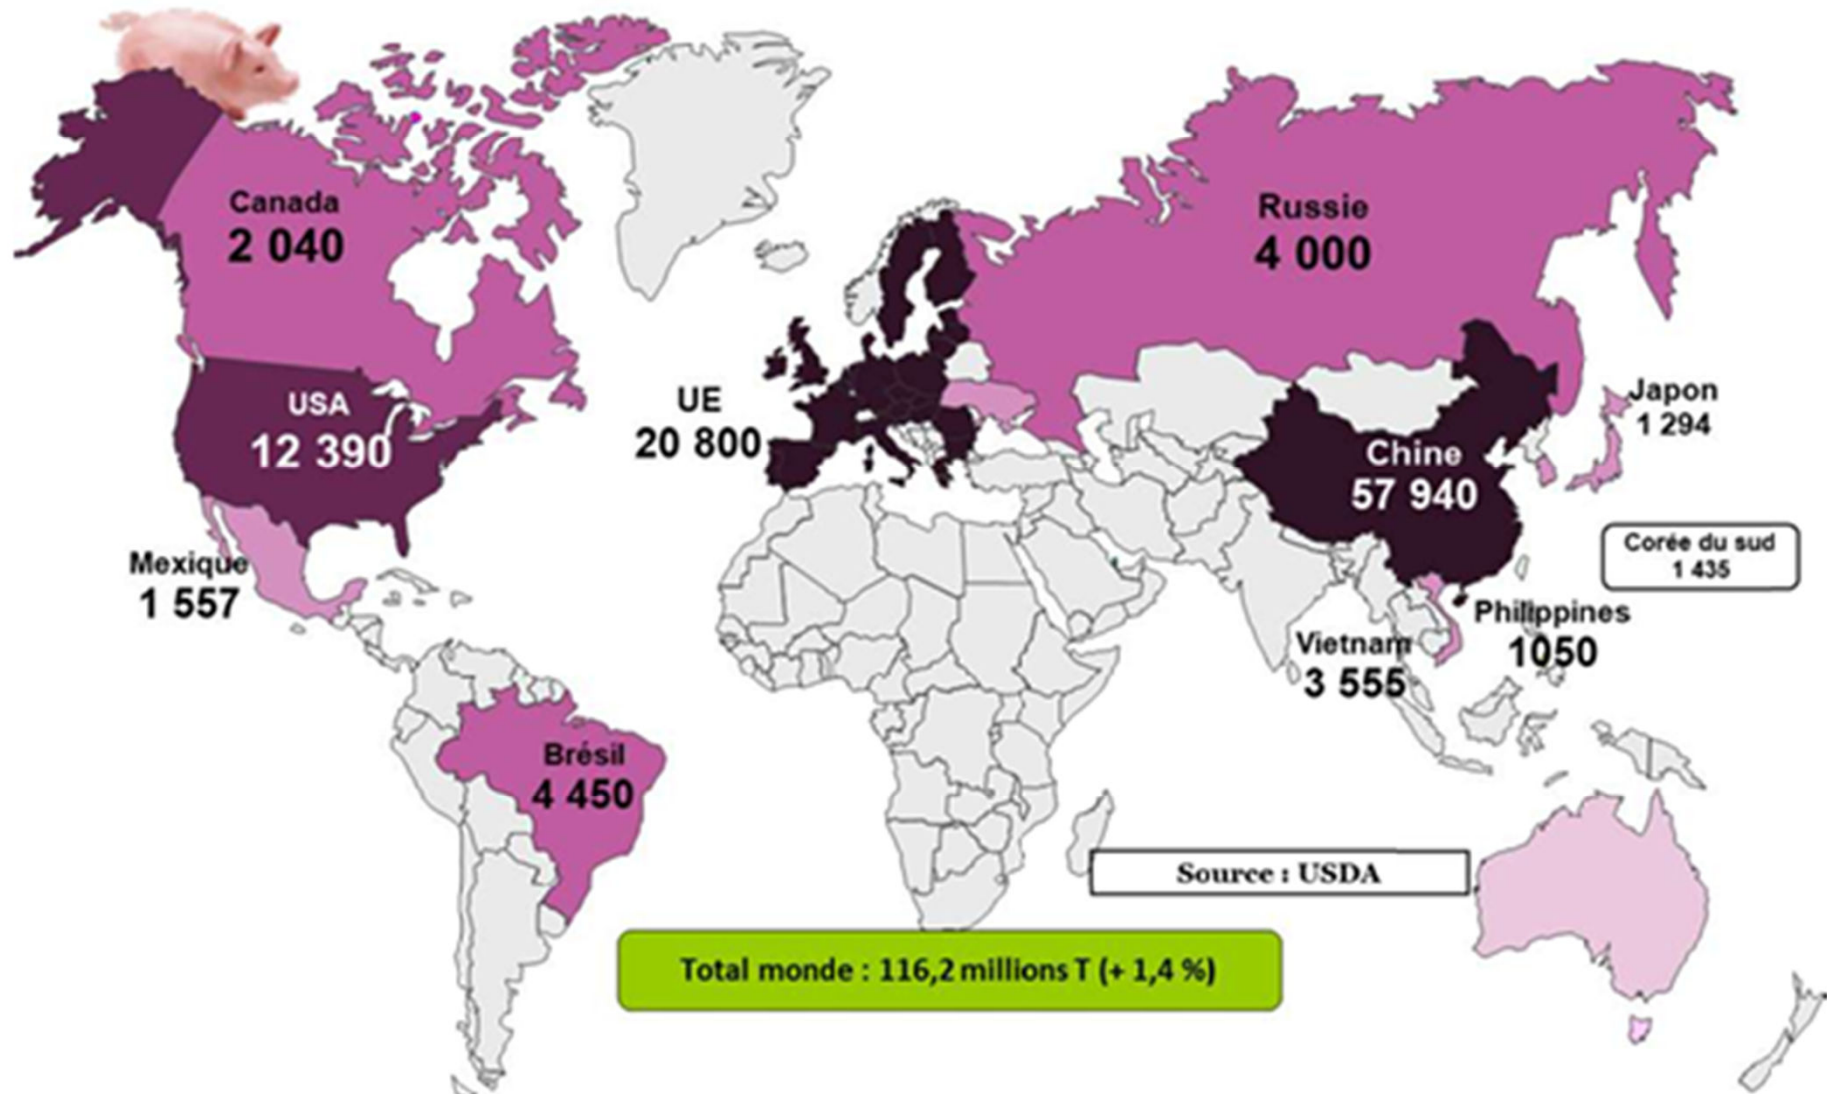 Canada
2 040
Russie
4 000
USA
12 390
UE
20 800
Japon
1 294
Chine
57 940
Mexique
1 557
Corée du sud
1 435
Philippines
1050
Vietnam
3 555
Brésil
4 450
Source : USDA
Total monde : 116,2 millions T (+ 1,4 %)